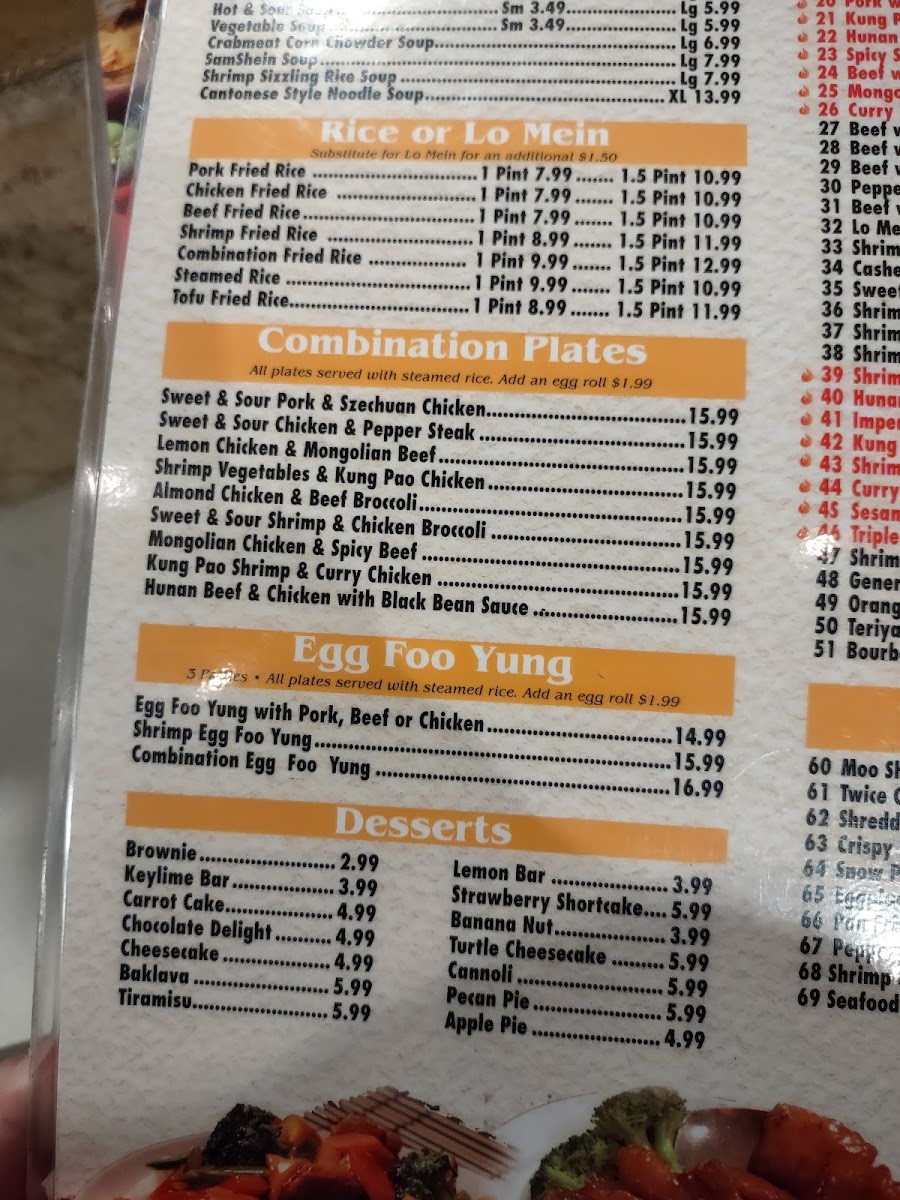 Hot & Sour Soup Sm 3.49 Lg 5.99
Vegetable Soup Sm 3.49 Lg 5.99
Crabmeat Corn Chowder Soup Lg 6.99
SamShein Soup Lg 7.99
Shrimp Sizzling Rice Soup Lg 7.99
Cantonese Style Noodle Soup XL 13.99
Rice or Lo Mein
Substitute for Lo Mein for an additional $1.50
Pork Fried Rice 1 Pint 7.99 1.5 Pint 10.99
Chicken Fried Rice 1 Pint 7.99 1.5 Pint 10.99
Beef Fried Rice 1 Pint 7.99 1.5 Pint 10.99
Shrimp Fried Rice 1 Pint 8.99 1.5 Pint 11.99
Combination Fried Rice 1 Pint 9.99 1.5 Pint 12.99
Steamed Rice 1 Pint 9.99 1.5 Pint 10.99
Tofu Fried Rice 1 Pint 8.99 1.5 Pint 11.99
Combination Plates
All plates served with steamed rice. Add an egg roll $1.99
Sweet & Sour Pork & Szechuan Chicken 15.99
Sweet & Sour Chicken & Pepper Steak 15.99
Lemon Chicken & Mongolian Beef 15.99
Shrimp Vegetables & Kung Pao Chicken 15.99
Almond Chicken & Beef Broccoli 15.99
Sweet & Sour Shrimp & Chicken Broccoli 15.99
Mongolian Chicken & Spicy Beef 15.99
Kung Pao Shrimp & Curry Chicken 15.99
Hunan Beef & Chicken with Black Bean Sauce 15.99
Egg Foo Yung
3 Patties • All plates served with steamed rice. Add an egg roll $1.99
Egg Foo Yung with Pork, Beef or Chicken 14.99
Shrimp Egg Foo Yung 15.99
Combination Egg Foo Yung 16.99
Desserts
Brownie 2.99
Keylime Bar 3.99
Carrot Cake 4.99
Chocolate Delight 4.99
Cheesecake 4.99
Baklava 5.99
Tiramisu 5.99
Lemon Bar 3.99
Strawberry Shortcake 5.99
Banana Nut 3.99
Turtle Cheesecake 5.99
Cannoli 5.99
Pecan Pie 5.99
Apple Pie 4.99
20 Pork w
21 Kung P
22 Hunan
23 Spicy S
24 Beef w
25 Mongo
26 Curry
27 Beef w
28 Beef w
29 Beef w
30 Peppe
31 Beef w
32 Lo Me
33 Shrim
34 Cashe
35 Sweet
36 Shrim
37 Shrim
38 Shrim
39 Shrim
40 Hunan
41 Imper
42 Kung
43 Shrim
44 Curry
45 Sesam
46 Triple
47 Shrim
48 Gener
49 Orang
50 Teriya
51 Bourb
60 Moo Sh
61 Twice C
62 Shredd
63 Crispy
64 Snow P
65 Eggpl
66 Pan F
67 Peppe
68 Shrimp
69 Seafood